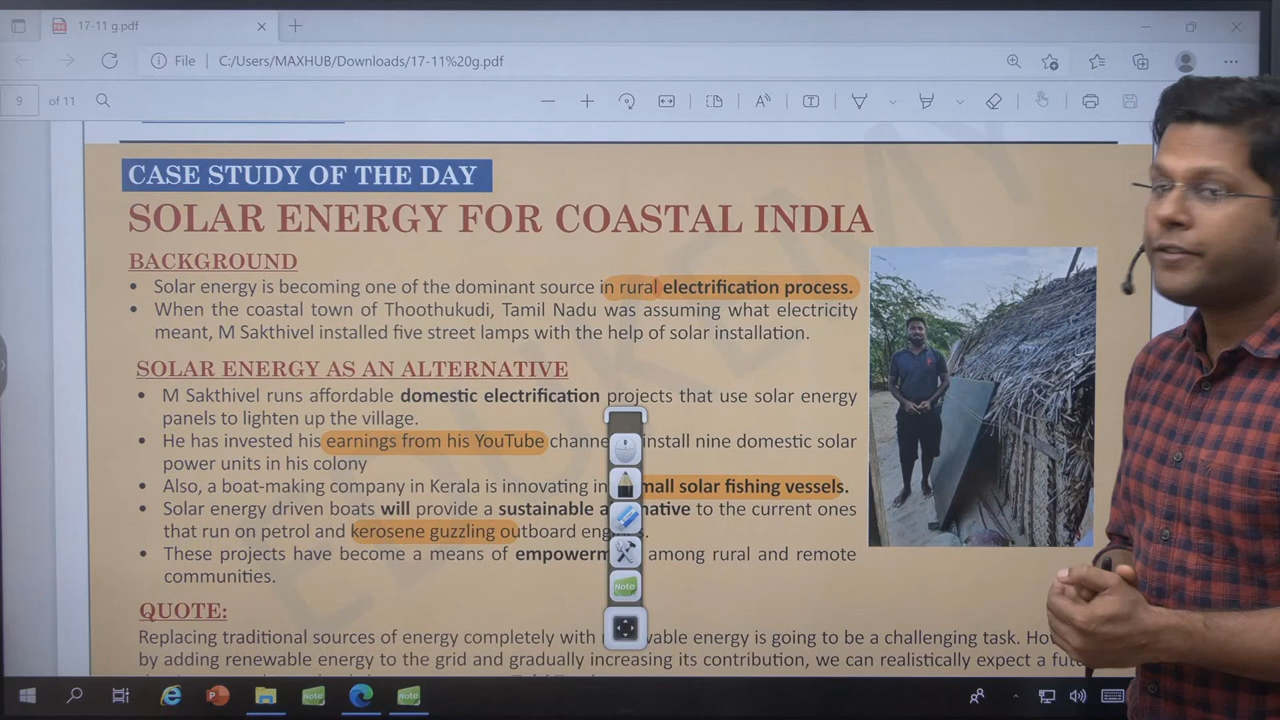 17-11 g.pdf
File
C:/Users/MAXHUB/Downloads/17-11%20g.pdf
9 of 11
CASE STUDY OF THE DAY
SOLAR ENERGY FOR COASTAL INDIA
BACKGROUND
• Solar energy is becoming one of the dominant source in rural electrification process.
• When the coastal town of Thoothukudi, Tamil Nadu was assuming what electricity
meant, M Sakthivel installed five street lamps with the help of solar installation.
SOLAR ENERGY AS AN ALTERNATIVE
• M Sakthivel runs affordable domestic electrification projects that use solar energy
panels to lighten up the village.
• He has invested his earnings from his YouTube install nine domestic solar
power units in his colony
• Also, a boat-making company in Kerala is innovating in mall solar fishing vessels.
• Solar energy driven boats will provide a sustainable a native to the current ones
that run on petrol and kerosene guzzling outboard eng
• These projects have become a means of empowerm among rural and remote
communities.
QUOTE:
Replacing traditional sources of energy completely with vable energy is going to be a challenging task. Ho
by adding renewable energy to the grid and gradually increasing its contribution, we can realistically expect a futu
Note
Note
Note